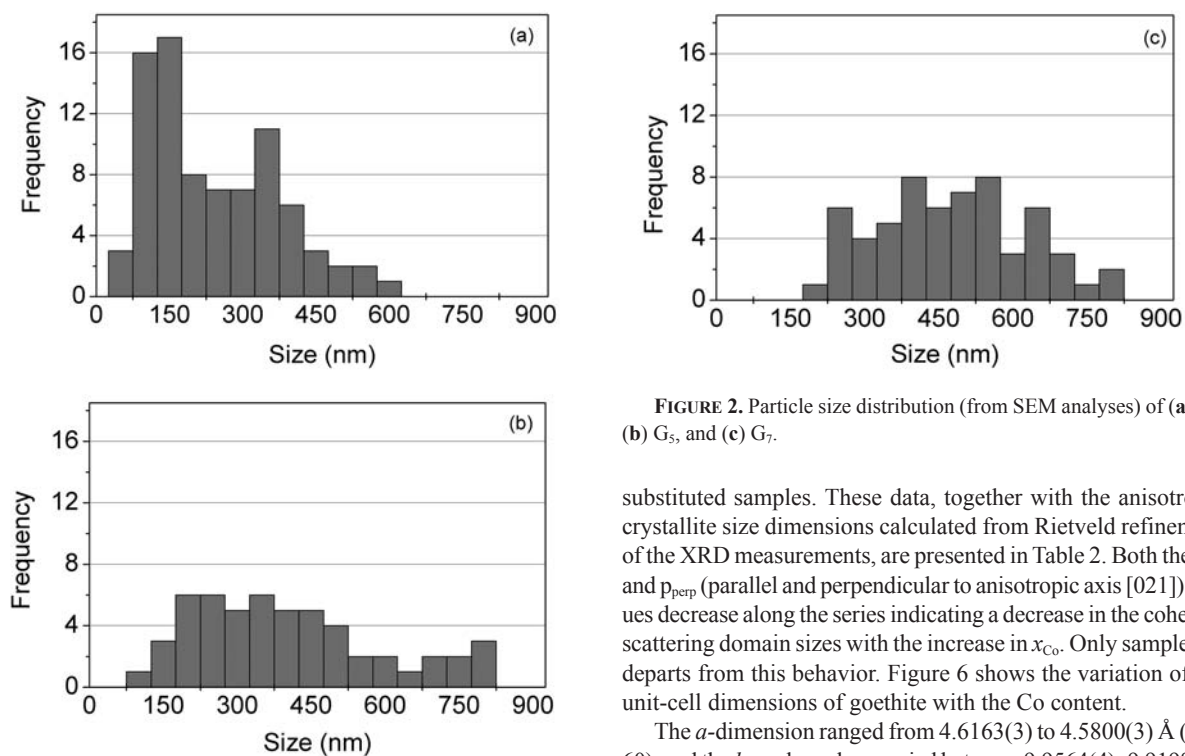 (a)
16
12
8
4
0
Frequency
0 150 300 450 600 750 900
Size (nm)
(b)
16
12
8
4
0
Frequency
0 150 300 450 600 750 900
Size (nm)
(c)
16
12
8
4
0
Frequency
0 150 300 450 600 750 900
Size (nm)
FIGURE 2. Particle size distribution (from SEM analyses) of (a
(b) G₅, and (c) G₇.
substituted samples. These data, together with the anisotr
crystallite size dimensions calculated from Rietveld refinen
of the XRD measurements, are presented in Table 2. Both the
and pperp (parallel and perpendicular to anisotropic axis [021])
ues decrease along the series indicating a decrease in the cohe
scattering domain sizes with the increase in xCo. Only sample
departs from this behavior. Figure 6 shows the variation of
unit-cell dimensions of goethite with the Co content.
The a-dimension ranged from 4.6163(3) to 4.5800(3) Å (